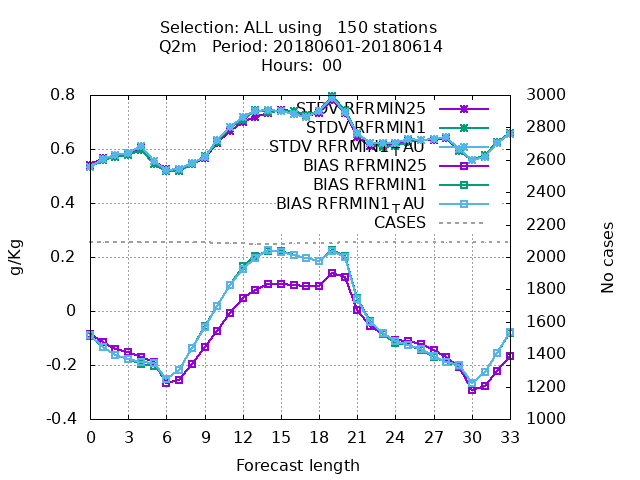 Selection: ALL using 150 stations
Q2m Period: 20180601-20180614
Hours: 00
0.8
0.6
0.4
0.2
0
-0.2
-0.4
g/Kg
STDV RFRMIN25
STDV RFRMIN1
STDV RFRMIN1TAU
BIAS RFRMIN25
BIAS RFRMIN1
BIAS RFRMIN1TAU
CASES
3000
2800
2600
2400
2200
2000
1800
1600
1400
1200
1000
No cases
0 3 6 9 12 15 18 21 24 27 30 33
Forecast length